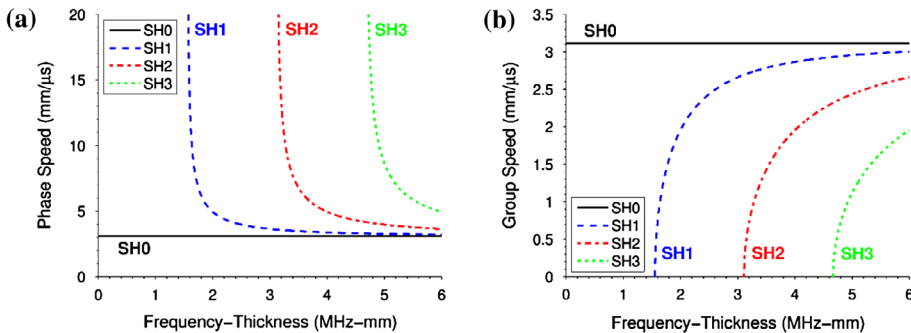 (a)
Phase Speed (mm/μs)
20
15
10
5
0
SH0
SH1
SH2
SH3
SH1
SH2
SH3
SH0
0
1
2
3
4
5
6
Frequency-Thickness (MHz-mm)
(b)
Group Speed (mm/μs)
3.5
3
2.5
2
1.5
1
0.5
0
SH0
SH0
SH1
SH2
SH3
SH1
SH2
SH3
0
1
2
3
4
5
6
Frequency-Thickness (MHz-mm)